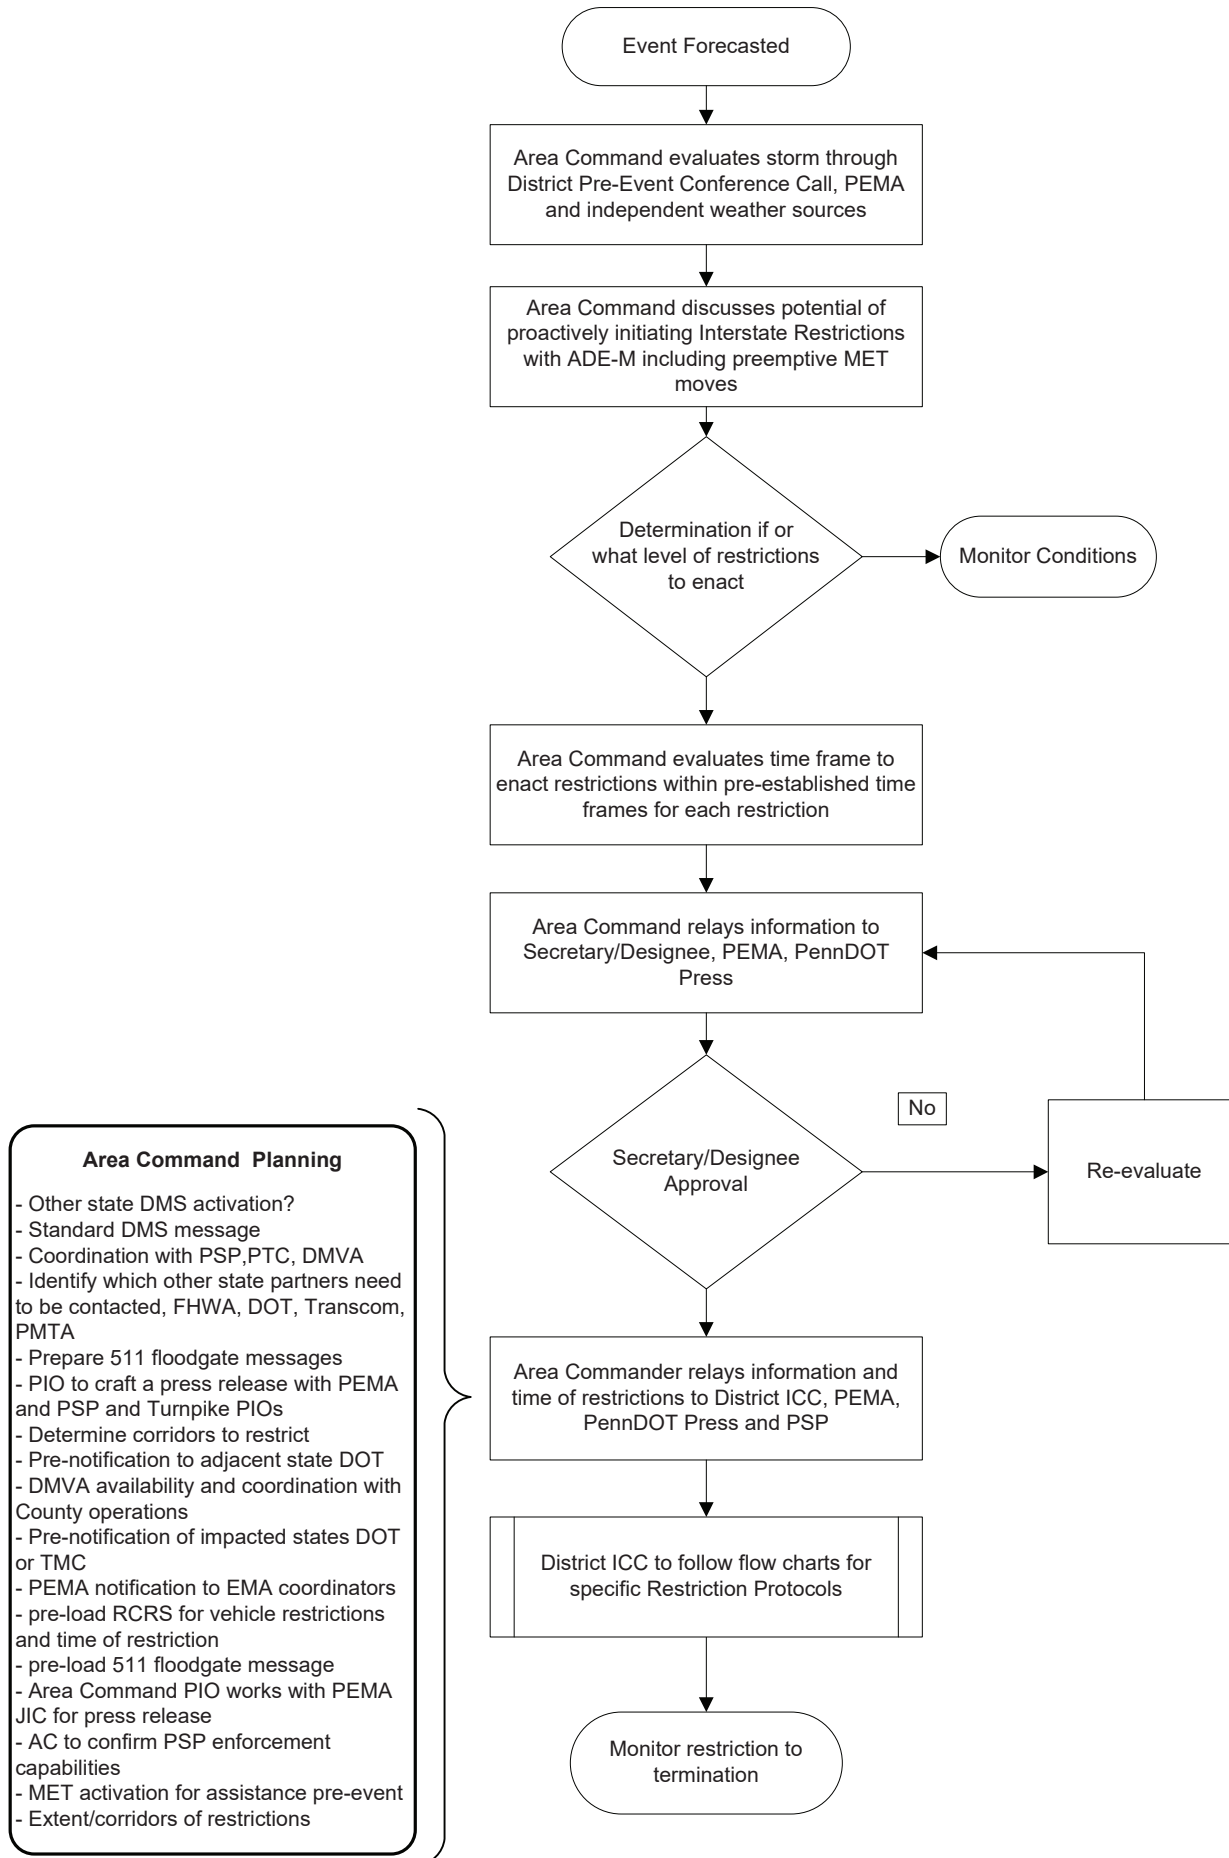 Event Forecasted
Area Command evaluates storm through
District Pre-Event Conference Call, PEMA
and independent weather sources
Area Command discusses potential of
proactively initiating Interstate Restrictions
with ADE-M including preemptive MET
moves
Determination if or
what level of restrictions
to enact
Monitor Conditions
Area Command evaluates time frame to
enact restrictions within pre-established time
frames for each restriction
Area Command relays information to
Secretary/Designee, PEMA, PennDOT
Press
No
Secretary/Designee
Approval
Re-evaluate
Area Command  Planning
- Other state DMS activation?
- Standard DMS message
- Coordination with PSP,PTC, DMVA
- Identify which other state partners need
to be contacted, FHWA, DOT, Transcom,
PMTA
- Prepare 511 floodgate messages
- PIO to craft a press release with PEMA
and PSP and Turnpike PIOs
- Determine corridors to restrict
- Pre-notification to adjacent state DOT
- DMVA availability and coordination with
County operations
- Pre-notification of impacted states DOT
or TMC
- PEMA notification to EMA coordinators
- pre-load RCRS for vehicle restrictions
and time of restriction
- pre-load 511 floodgate message
- Area Command PIO works with PEMA
JIC for press release
- AC to confirm PSP enforcement
capabilities
- MET activation for assistance pre-event
- Extent/corridors of restrictions
Area Commander relays information and
time of restrictions to District ICC, PEMA,
PennDOT Press and PSP
District ICC to follow flow charts for
specific Restriction Protocols
Monitor restriction to
termination